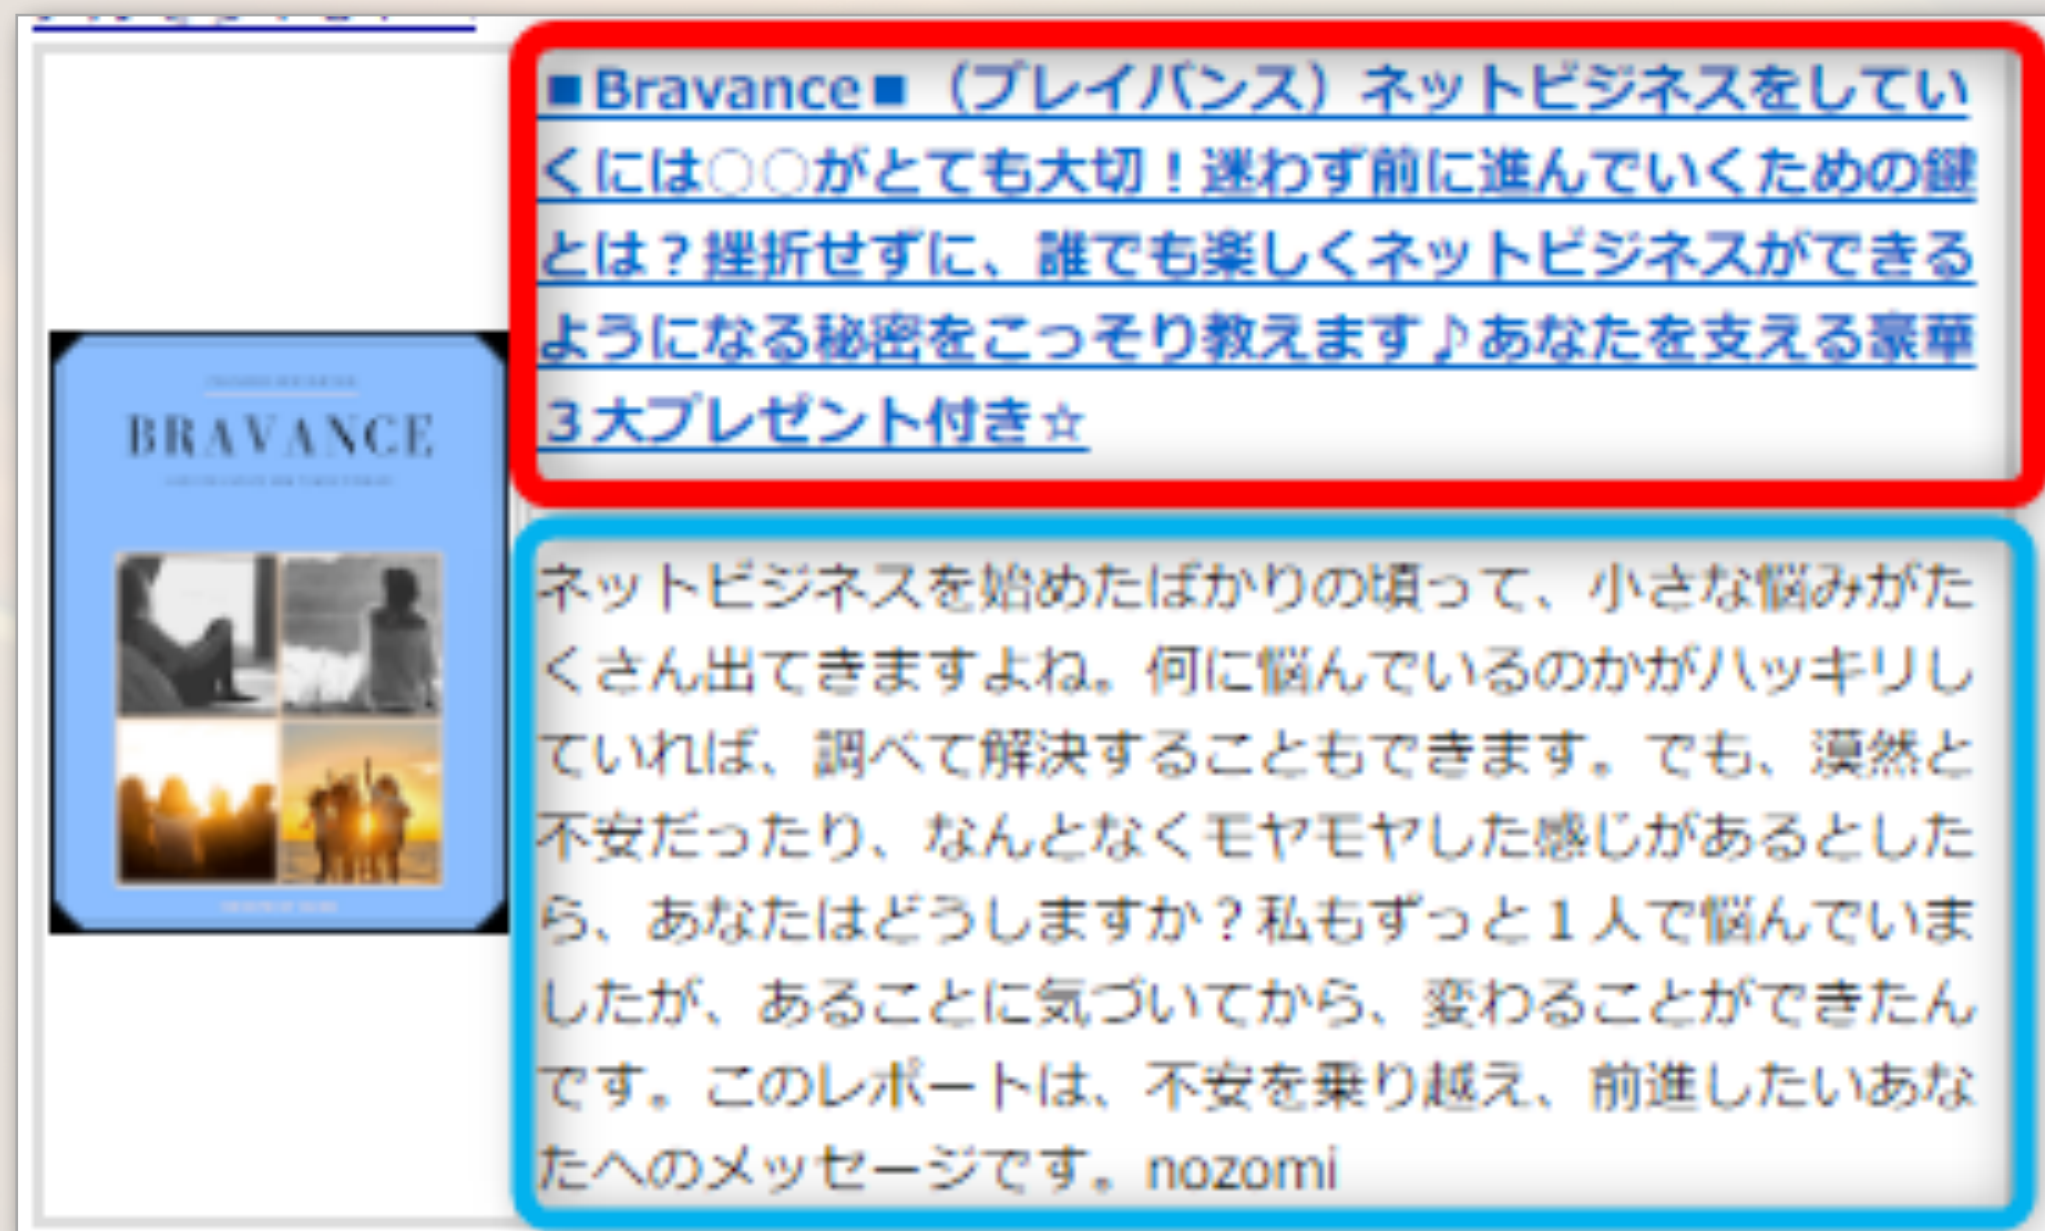 ■Bravance■（ブレイバンス）ネットビジネスをしてい
くには○○がとても大切！迷わず前に進んでいくための鍵
とは？挫折せずに、誰でも楽しくネットビジネスができる
ようになる秘密をこっそり教えます♪あなたを支える豪華
３大プレゼント付き☆
BRAVANCE
ネットビジネスを始めたばかりの頃って、小さな悩みがた
くさん出てきますよね。何に悩んでいるのかがハッキリし
ていれば、調べて解決することもできます。でも、漠然と
不安だったり、なんとなくモヤモヤした感じがあるとした
ら、あなたはどうしますか？私もずっと１人で悩んでいま
したが、あることに気づいてから、変わることができたん
です。このレポートは、不安を乗り越え、前進したいあな
たへのメッセージです。nozomi